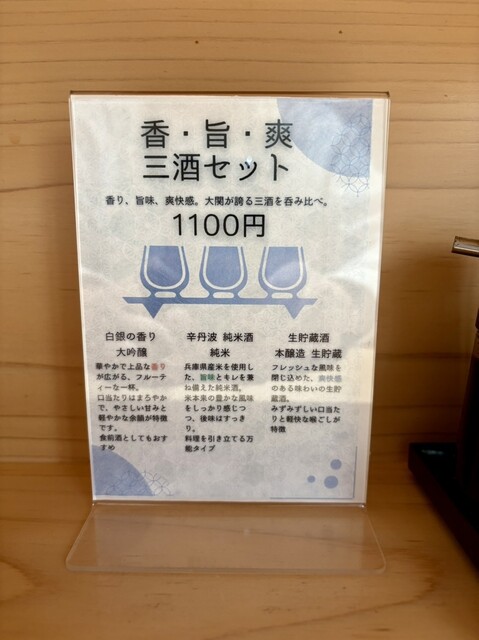 香・旨・爽
三酒セット
香り、旨味、爽快感。大関が誇る三酒を呑み比べ。
1100円
白銀の香り
大吟醸
華やかで上品な香り
が広がる、フルーテ
ィーな一杯。
口当たりはまろやか
で、やさしい甘みと
軽やかな余韻が特徴
です。
食前酒としてもおす
すめ
辛丹波 純米酒
純米
兵庫県産米を使用し
た、旨味とキレを兼
ね備えた純米酒。
米本来の豊かな風味
をしっかり感じつ
つ、後味はすっき
り。
料理を引き立てる万
能タイプ
生貯蔵酒
本醸造 生貯蔵
フレッシュな風味を
閉じ込めた、爽快感
のある味わいの生貯
蔵酒。
みずみずしい口当た
りと軽快な喉ごしが
特徴